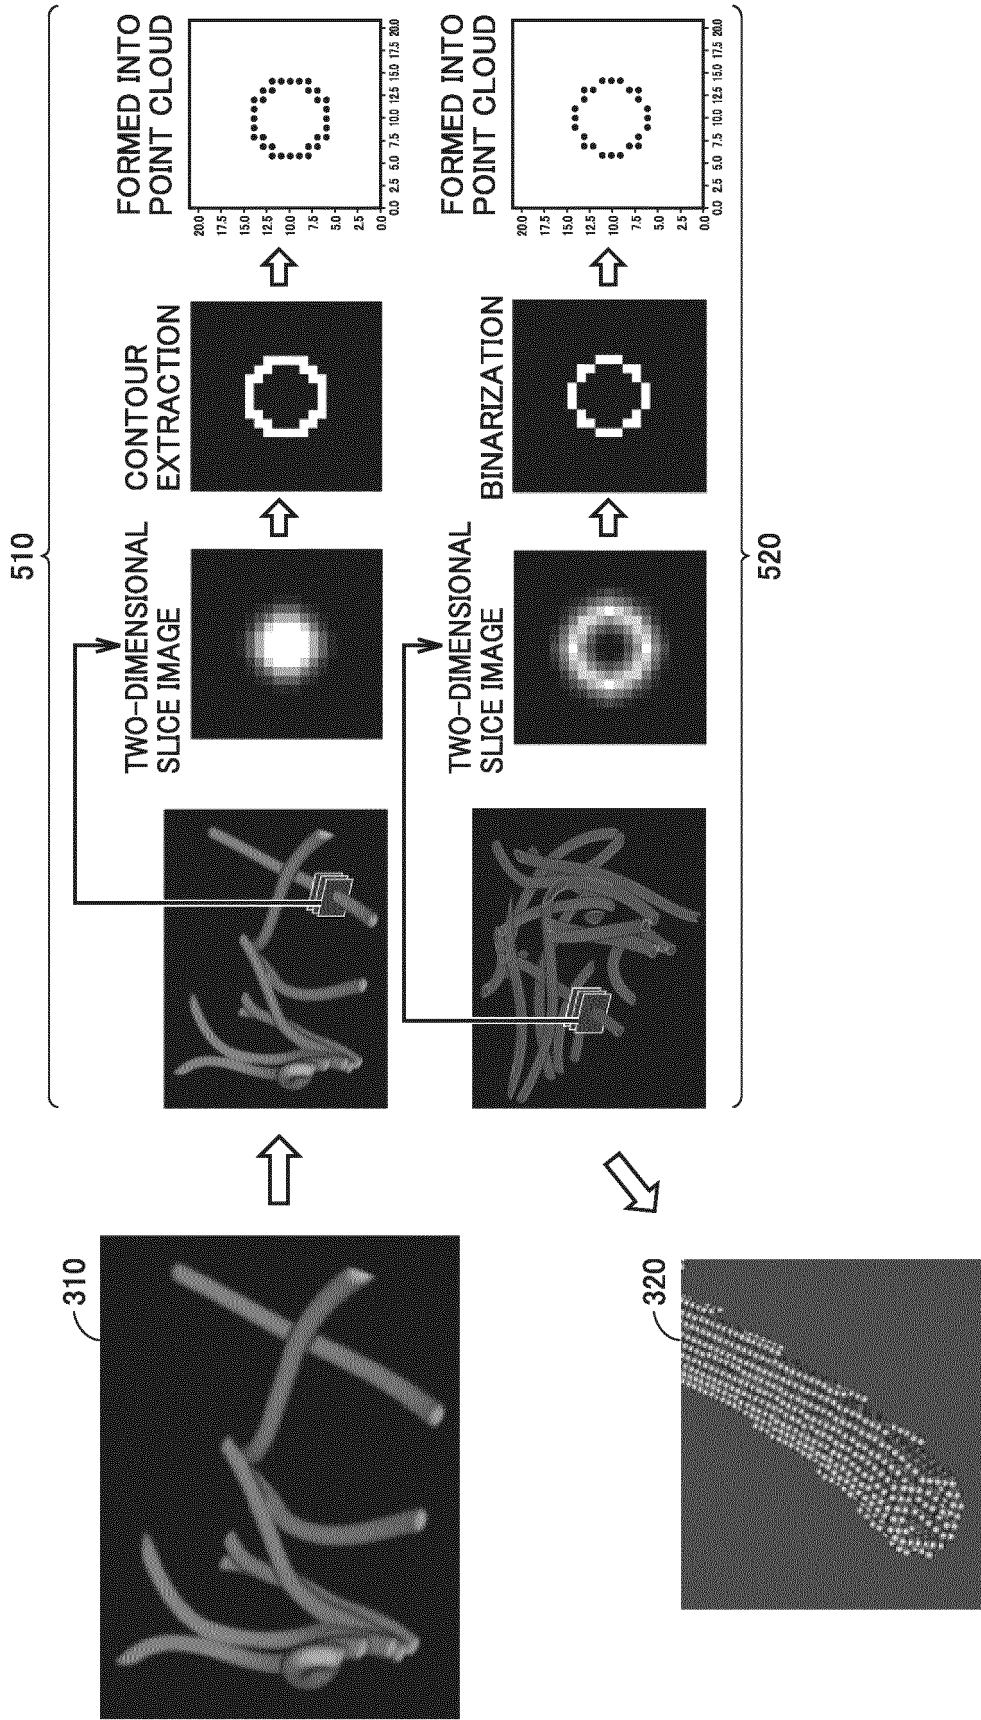 510
TWO-DIMENSIONAL
SLICE IMAGE
CONTOUR
EXTRACTION
FORMED INTO
POINT CLOUD
20.0
17.5
15.0
12.5
10.0
7.5
5.0
2.5
0.0
0.0 2.5 5.0 7.5 10.0 12.5 15.0 17.5 20.0
310
TWO-DIMENSIONAL
SLICE IMAGE
BINARIZATION
FORMED INTO
POINT CLOUD
20.0
17.5
15.0
12.5
10.0
7.5
5.0
2.5
0.0
0.0 2.5 5.0 7.5 10.0 12.5 15.0 17.5 20.0
520
320